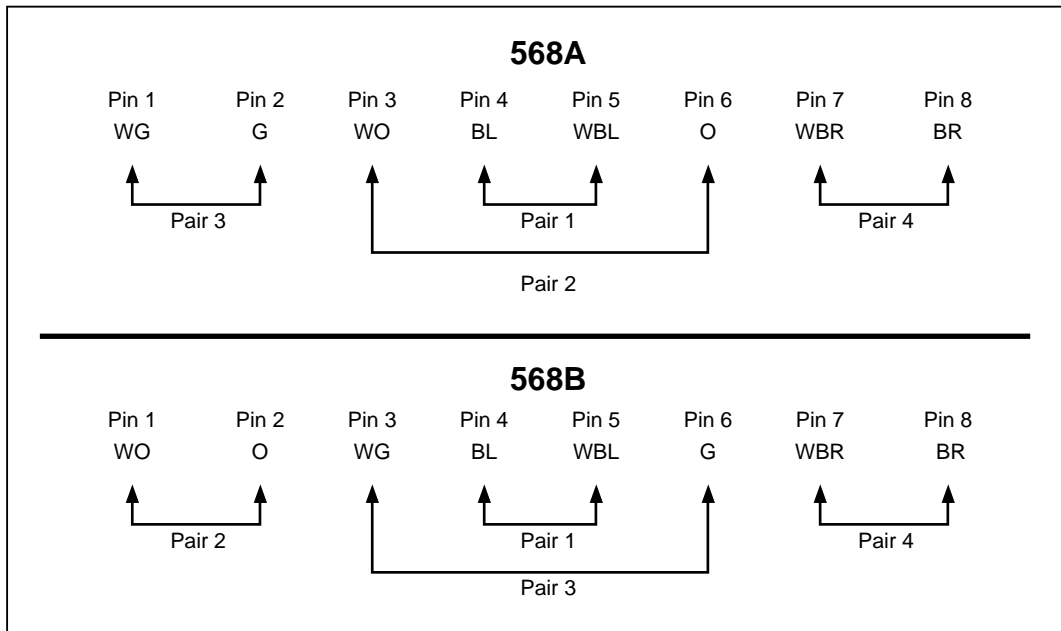 568A
Pin 1 Pin 2 Pin 3 Pin 4 Pin 5 Pin 6 Pin 7 Pin 8
WG G WO BL WBL O WBR BR
Pair 3 Pair 1 Pair 4
Pair 2
568B
Pin 1 Pin 2 Pin 3 Pin 4 Pin 5 Pin 6 Pin 7 Pin 8
WO O WG BL WBL G WBR BR
Pair 2 Pair 1 Pair 4
Pair 3